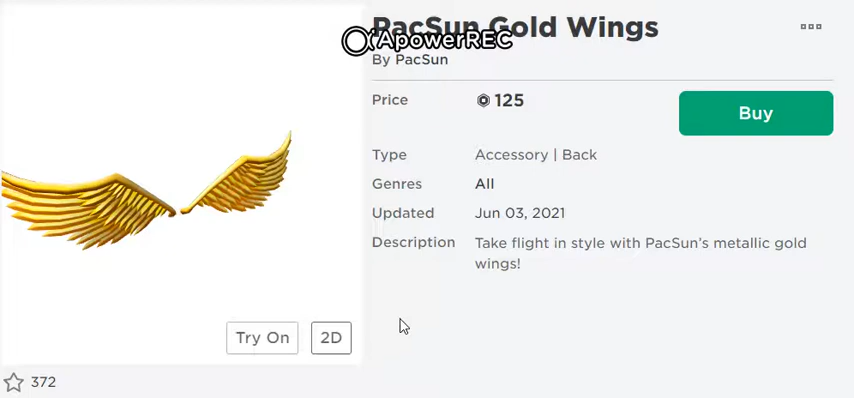 PacSun Gold Wings
ApowerREC
By PacSun
Price 125
Buy
Type Accessory | Back
Genres All
Updated Jun 03, 2021
Description Take flight in style with PacSun's metallic gold
wings!
Try On 2D
372